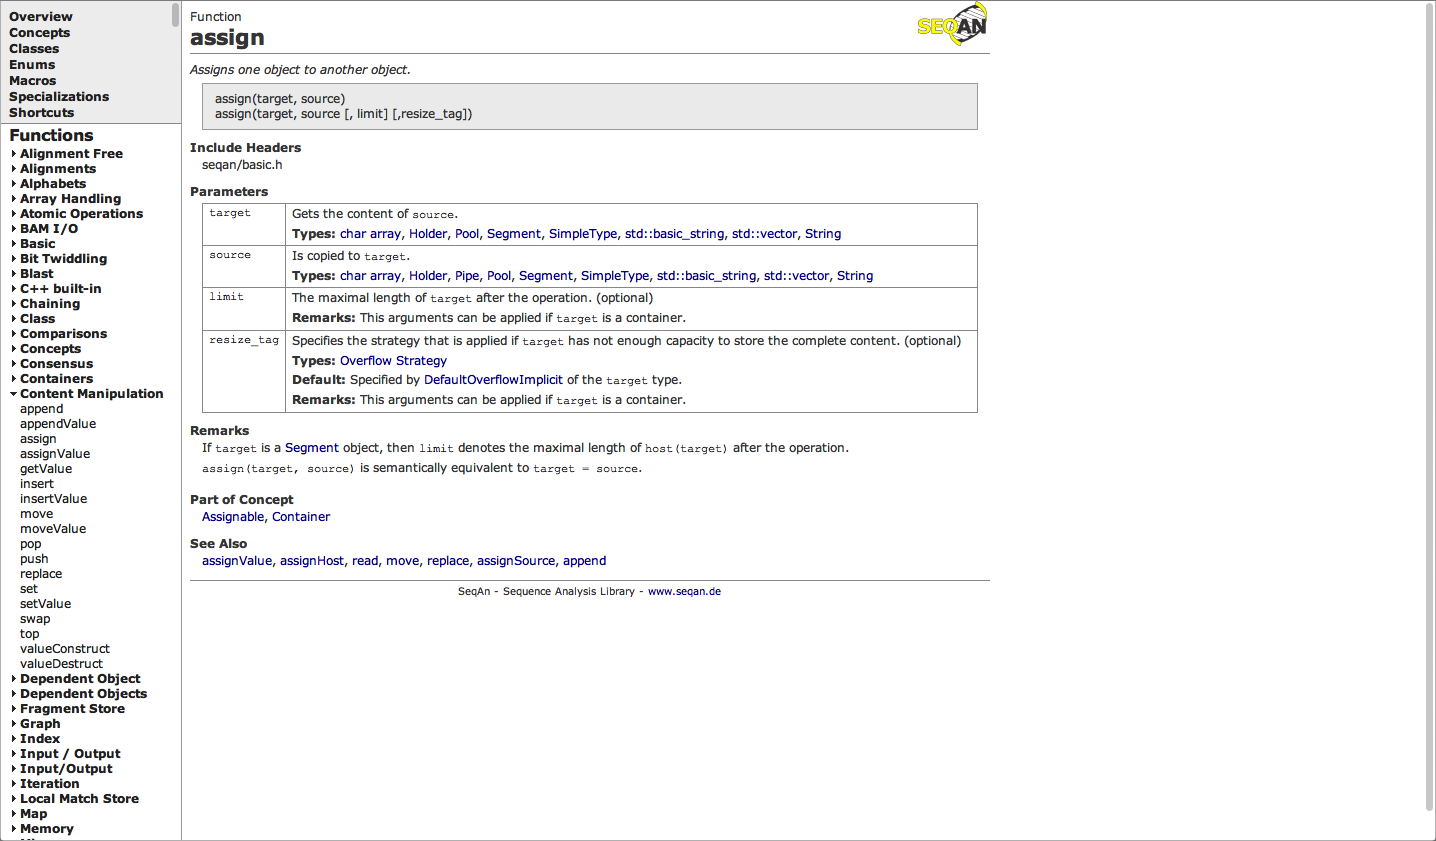 Overview
Concepts
Classes
Enums
Macros
Specializations
Shortcuts
Functions
Alignment Free
Alignments
Alphabets
Array Handling
Atomic Operations
BAM I/O
Basic
Bit Twiddling
Blast
C++ built-in
Chaining
Class
Comparisons
Concepts
Consensus
Containers
Content Manipulation
append
appendValue
assign
assignValue
getValue
insert
insertValue
move
moveValue
pop
push
replace
set
setValue
swap
top
valueConstruct
valueDestruct
Dependent Object
Dependent Objects
Fragment Store
Graph
Index
Input / Output
Input/Output
Iteration
Local Match Store
Map
Memory
Function
assign
SEQAN
Assigns one object to another object.
assign(target, source)
assign(target, source [, limit] [,resize_tag])
Include Headers
seqan/basic.h
Parameters
target Gets the content of source.
Types: char array, Holder, Pool, Segment, SimpleType, std::basic_string, std::vector, String
source Is copied to target.
Types: char array, Holder, Pipe, Pool, Segment, SimpleType, std::basic_string, std::vector, String
limit The maximal length of target after the operation. (optional)
Remarks: This arguments can be applied if target is a container.
resize_tag Specifies the strategy that is applied if target has not enough capacity to store the complete content. (optional)
Types: Overflow Strategy
Default: Specified by DefaultOverflowImplicit of the target type.
Remarks: This arguments can be applied if target is a container.
Remarks
If target is a Segment object, then limit denotes the maximal length of host(target) after the operation.
assign(target, source) is semantically equivalent to target = source.
Part of Concept
Assignable, Container
See Also
assignValue, assignHost, read, move, replace, assignSource, append
SeqAn - Sequence Analysis Library - www.seqan.de